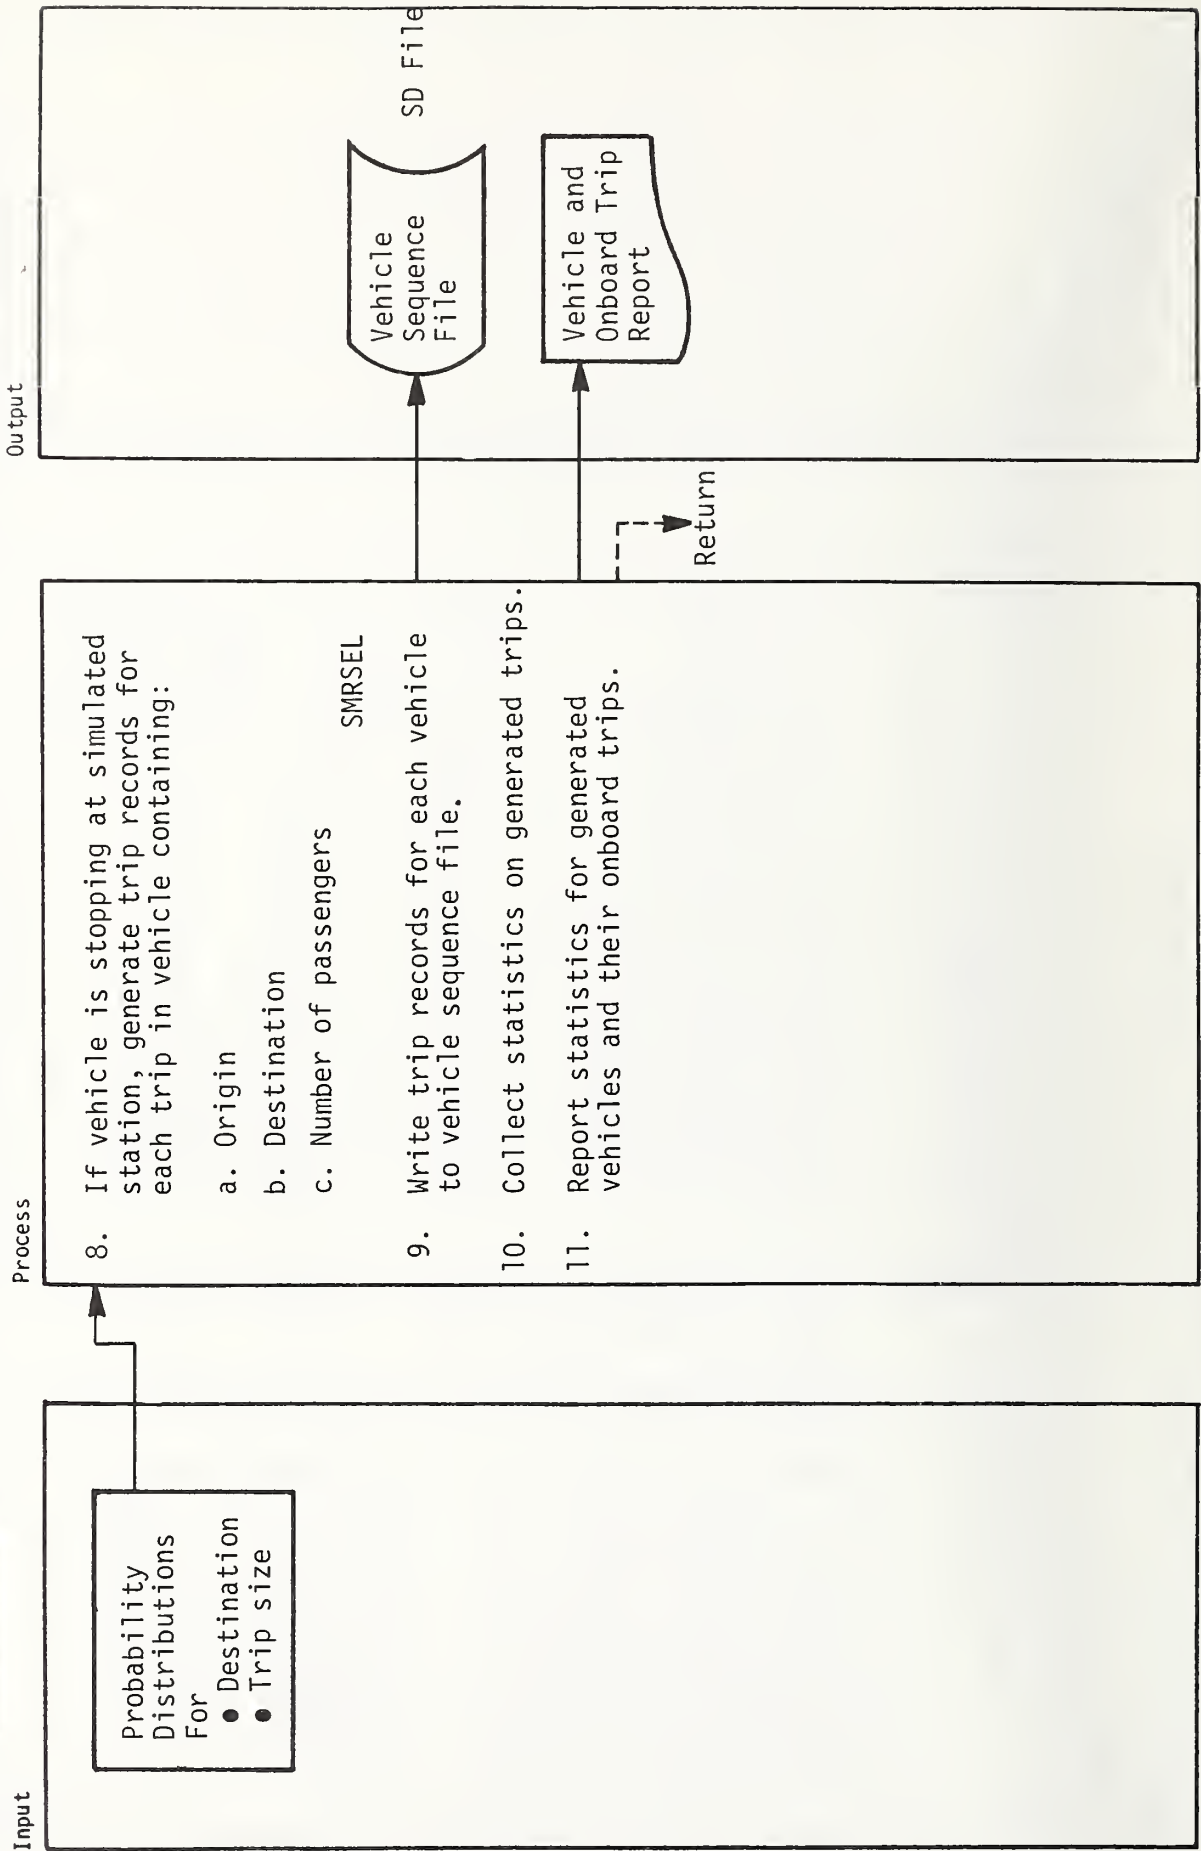 Input
Probability
Distributions
For
● Destination
● Trip size
Process
8. If vehicle is stopping at simulated
station, generate trip records for
each trip in vehicle containing:
a. Origin
b. Destination
c. Number of passengers
SMRSEL
9. Write trip records for each vehicle
to vehicle sequence file.
10. Collect statistics on generated trips.
11. Report statistics for generated
vehicles and their onboard trips.
Return
Output
Vehicle
Sequence
File
SD File
Vehicle and
Onboard Trip
Report